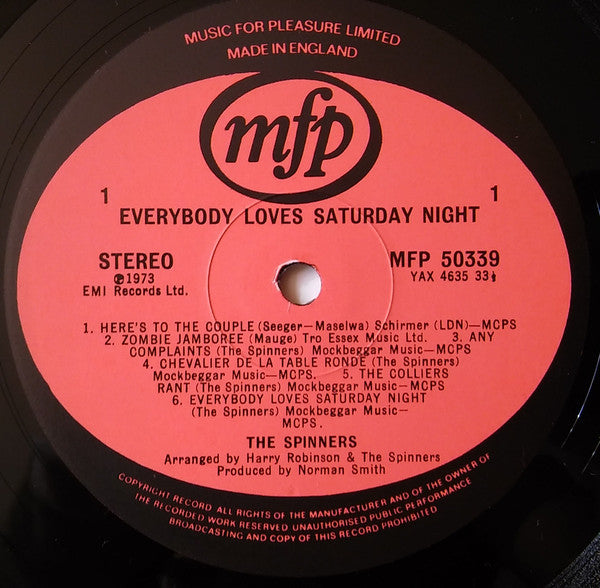 MUSIC FOR PLEASURE LIMITED
MADE IN ENGLAND
mfp
1 1
EVERYBODY LOVES SATURDAY NIGHT
STEREO MFP 50339
℗1973 YAX 4635 33⅓
EMI Records Ltd.
1. HERE'S TO THE COUPLE (Seeger—Maselwa) Schirmer (LDN)—MCPS
2. ZOMBIE JAMBOREE (Mauge) Tro Essex Music Ltd. 3. ANY
COMPLAINTS (The Spinners) Mockbeggar Music—MCPS
4. CHEVALIER DE LA TABLE RONDE (The Spinners)
Mockbeggar Music—MCPS. 5. THE COLLIERS
RANT (The Spinners) Mockbeggar Music—MCPS
6. EVERYBODY LOVES SATURDAY NIGHT
(The Spinners) Mockbeggar Music—
MCPS.
THE SPINNERS
Arranged by Harry Robinson & The Spinners
Produced by Norman Smith
COPYRIGHT RECORD ALL RIGHTS OF THE MANUFACTURER AND OF THE OWNER OF
THE RECORDED WORK RESERVED UNAUTHORISED PUBLIC PERFORMANCE
BROADCASTING AND COPY OF THIS RECORD PROHIBITED